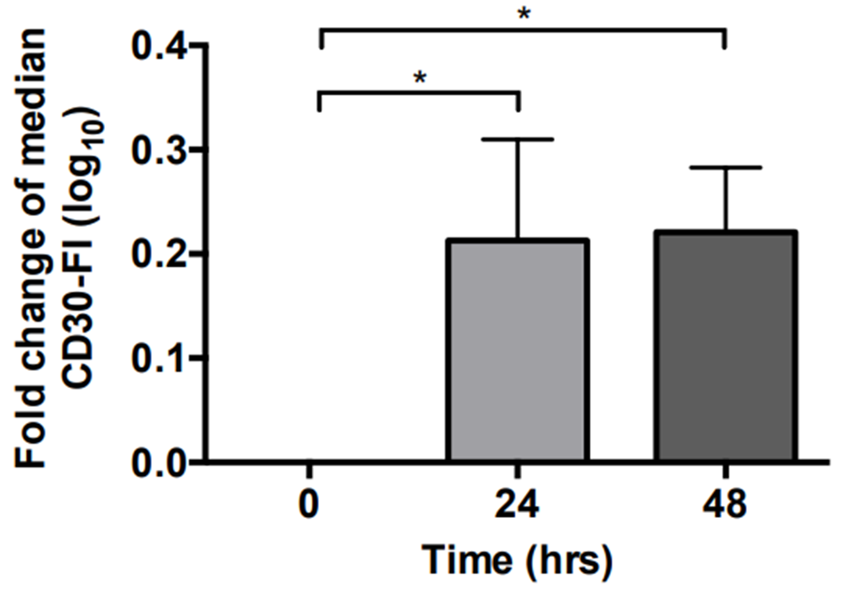 Fold change of median
CD30-FI (log10)
*
*
0.4
0.3
0.2
0.1
0.0
0 24 48
Time (hrs)